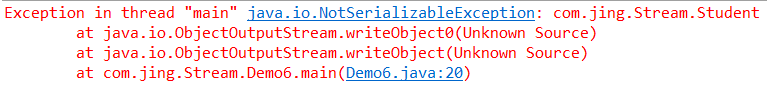 Exception in thread "main" java.io.NotSerializableException: com.jing.Stream.Student
at java.io.ObjectOutputStream.writeObject0(Unknown Source)
at java.io.ObjectOutputStream.writeObject(Unknown Source)
at com.jing.Stream.Demo6.main(Demo6.java:20)